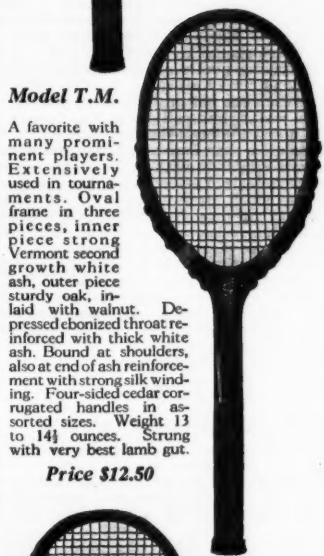 Model T.M.
A favorite with
many promi-
nent players.
Extensively
used in tourna-
ments. Oval
frame in three
pieces, inner
piece strong
Vermont second
growth white
ash, outer piece
sturdy oak, in-
laid with walnut. De-
pressed ebonized throat re-
inforced with thick white
ash. Bound at shoulders,
also at end of ash reinforce-
ment with strong silk wind-
ing. Four-sided cedar cor-
rugated handles in as-
sorted sizes. Weight 13
to 14½ ounces. Strung
with very best lamb gut.
Price $12.50